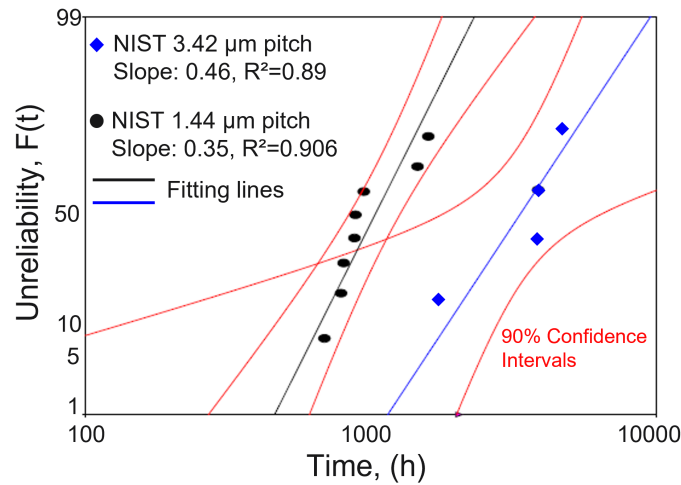 99
NIST 3.42 µm pitch
Slope: 0.46, R²=0.89
NIST 1.44 µm pitch
Slope: 0.35, R²=0.906
Fitting lines
Unreliability, F(t)
50
10
5
1
90% Confidence
Intervals
100
1000
10000
Time, (h)